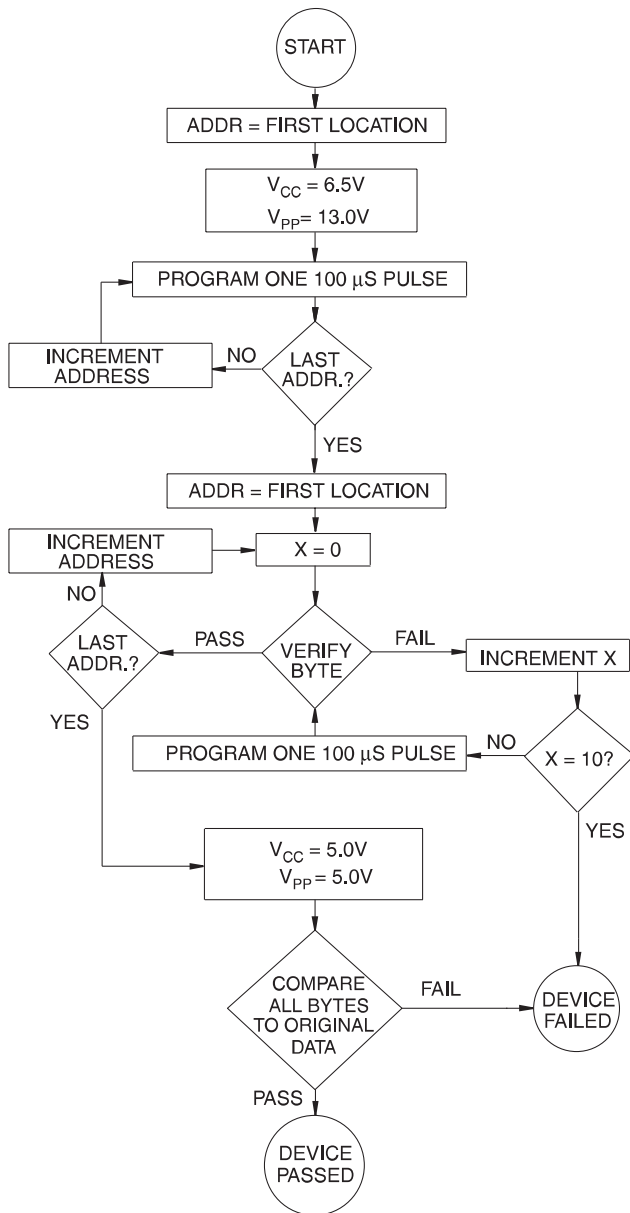 START
ADDR = FIRST LOCATION
VCC = 6.5V
VPP= 13.0V
PROGRAM ONE 100 μS PULSE
INCREMENT
ADDRESS
NO
LAST
ADDR.?
YES
ADDR = FIRST LOCATION
INCREMENT
ADDRESS
X = 0
NO
LAST
ADDR.?
PASS
VERIFY
BYTE
FAIL
INCREMENT X
YES
PROGRAM ONE 100 μS PULSE
NO
X = 10?
YES
VCC = 5.0V
VPP = 5.0V
COMPARE
ALL BYTES
TO ORIGINAL
DATA
FAIL
DEVICE
FAILED
PASS
DEVICE
PASSED